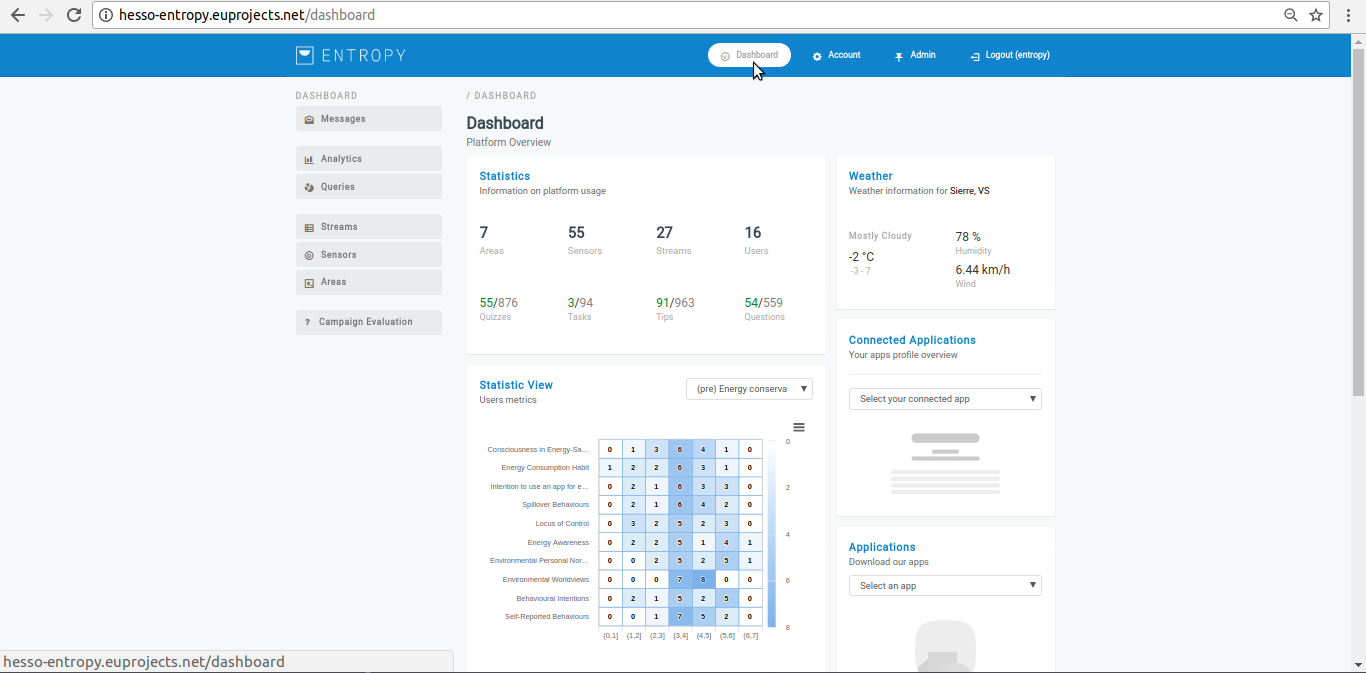 hesso-entropy.euprojects.net/dashboard
ENTROPY
Dashboard
Account
Admin
Logout (entropy)
DASHBOARD
Messages
Analytics
Queries
Streams
Sensors
Areas
? Campaign Evaluation
/ DASHBOARD
Dashboard
Platform Overview
Statistics
Information on platform usage
7 55 27 16
Areas Sensors Streams Users
55/876 3/94 91/963 54/559
Quizzes Tasks Tips Questions
Weather
Weather information for Sierre, VS
Mostly Cloudy
-2 °C
-3 - 7
78 %
Humidity
6.44 km/h
Wind
Connected Applications
Your apps profile overview
Select your connected app
Applications
Download our apps
Select an app
Statistic View
Users metrics
(pre) Energy conserva
Consciousness in Energy-Sa... 0 1 3 6 4 1 0
Energy Consumption Habit 1 2 2 6 3 1 0
Intention to use an app for e... 0 2 1 6 3 3 0
Spillover Behaviours 0 2 1 6 4 2 0
Locus of Control 0 3 2 5 2 3 0
Energy Awareness 0 2 2 5 1 4 1
Environmental Personal Nor... 0 0 2 5 2 5 1
Environmental Worldviews 0 0 0 7 8 0 0
Behavioural Intentions 0 2 1 5 2 5 0
Self-Reported Behaviours 0 0 1 7 5 2 0
(0,1] (1,2] (2,3] (3,4] (4,5] (5,6] (6,7]
0
2
4
6
8
hesso-entropy.euprojects.net/dashboard